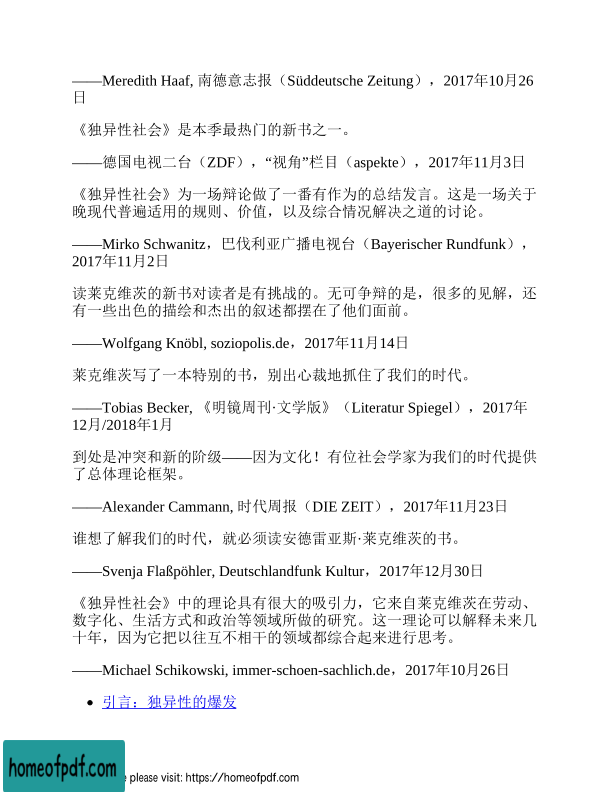 ——Meredith Haaf, 南德意志报（Süddeutsche Zeitung），2017年10月26
日
《独异性社会》是本季最热门的新书之一。
——德国电视二台（ZDF），“视角”栏目（aspekte），2017年11月3日
《独异性社会》为一场辩论做了一番有作为的总结发言。这是一场关于
晚现代普遍适用的规则、价值，以及综合情况解决之道的讨论。
——Mirko Schwanitz，巴伐利亚广播电视台（Bayerischer Rundfunk），
2017年11月2日
读莱克维茨的新书对读者是有挑战的。无可争辩的是，很多的见解，还
有一些出色的描绘和杰出的叙述都摆在了他们面前。
——Wolfgang Knöbl, soziopolis.de，2017年11月14日
莱克维茨写了一本特别的书，别出心裁地抓住了我们的时代。
——Tobias Becker, 《明镜周刊·文学版》（Literatur Spiegel），2017年
12月/2018年1月
到处是冲突和新的阶级——因为文化！有位社会学家为我们的时代提供
了总体理论框架。
——Alexander Cammann, 时代周报（DIE ZEIT），2017年11月23日
谁想了解我们的时代，就必须读安德雷亚斯·莱克维茨的书。
——Svenja Flaßpöhler, Deutschlandfunk Kultur，2017年12月30日
《独异性社会》中的理论具有很大的吸引力，它来自莱克维茨在劳动、
数字化、生活方式和政治等领域所做的研究。这一理论可以解释未来几
十年，因为它把以往互不相干的领域都综合起来进行思考。
——Michael Schikowski, immer-schoen-sachlich.de，2017年10月26日
• 引言：独异性的爆发
homeofpdf.com
e please visit: https://homeofpdf.com